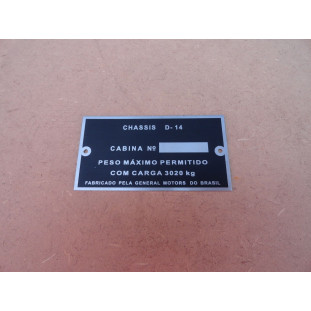 CHASSIS D-14
CABINA Nº
PESO MÁXIMO PERMITIDO
COM CARGA 3020 kg
FABRICADO PELA GENERAL MOTORS DO BRASIL